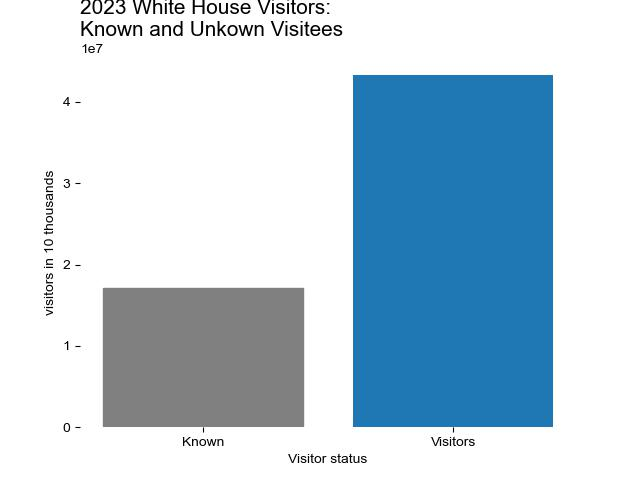 2023 White House Visitors:
Known and Unkown Visitees
1e7
4
3
2
1
0
visitors in 10 thousands
Known
Visitors
Visitor status